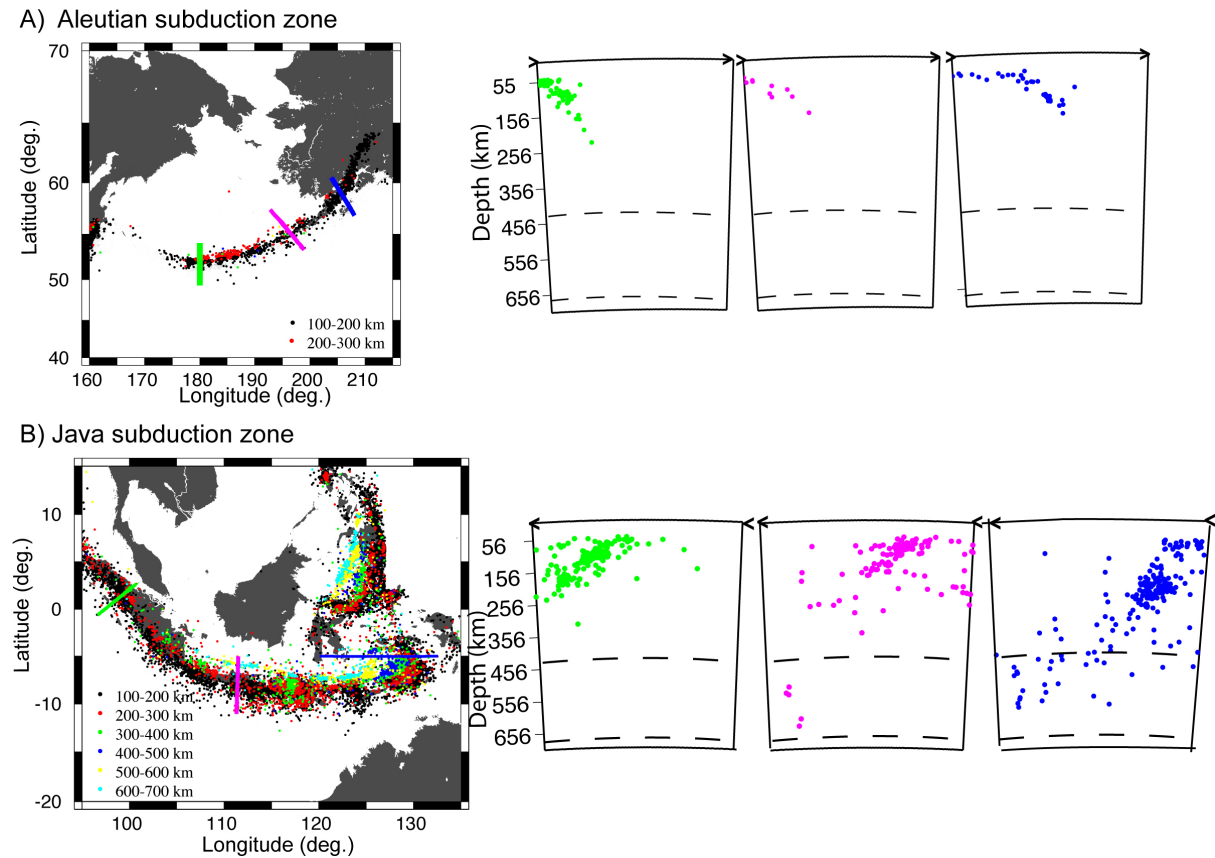 A) Aleutian subduction zone
70
60
50
40
Latitude (deg.)
100-200 km
200-300 km
160 170 180 190 200 210
Longitude (deg.)
Depth (km)
55
156
256
356
456
556
656
B) Java subduction zone
10
0
-10
-20
Latitude (deg.)
100-200 km
200-300 km
300-400 km
400-500 km
500-600 km
600-700 km
100 110 120 130
Longitude (deg.)
Depth (km)
56
156
256
356
456
556
656